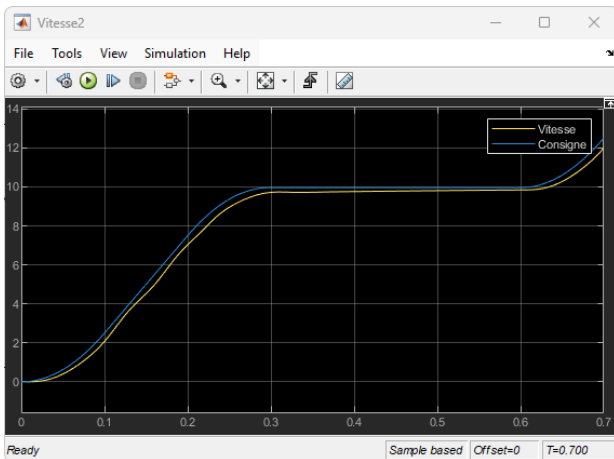 Vitesse2
File Tools View Simulation Help
14
Vitesse
Consigne
12
10
8
6
4
2
0
0 0.1 0.2 0.3 0.4 0.5 0.6 0.7
Ready Sample based Offset=0 T=0.700